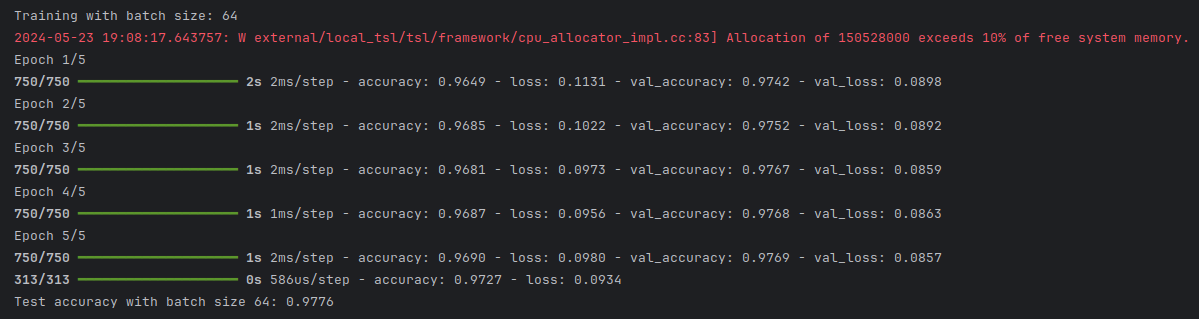 Training with batch size: 64
2024-05-23 19:08:17.643757: W external/local_tsl/tsl/framework/cpu_allocator_impl.cc:83] Allocation of 150528000 exceeds 10% of free system memory.
Epoch 1/5
750/750 ━━━━━━━━━━━━━━━━━━━━ 2s 2ms/step - accuracy: 0.9649 - loss: 0.1131 - val_accuracy: 0.9742 - val_loss: 0.0898
Epoch 2/5
750/750 ━━━━━━━━━━━━━━━━━━━━ 1s 2ms/step - accuracy: 0.9685 - loss: 0.1022 - val_accuracy: 0.9752 - val_loss: 0.0892
Epoch 3/5
750/750 ━━━━━━━━━━━━━━━━━━━━ 1s 2ms/step - accuracy: 0.9681 - loss: 0.0973 - val_accuracy: 0.9767 - val_loss: 0.0859
Epoch 4/5
750/750 ━━━━━━━━━━━━━━━━━━━━ 1s 1ms/step - accuracy: 0.9687 - loss: 0.0956 - val_accuracy: 0.9768 - val_loss: 0.0863
Epoch 5/5
750/750 ━━━━━━━━━━━━━━━━━━━━ 1s 2ms/step - accuracy: 0.9690 - loss: 0.0980 - val_accuracy: 0.9769 - val_loss: 0.0857
313/313 ━━━━━━━━━━━━━━━━━━━━ 0s 586us/step - accuracy: 0.9727 - loss: 0.0934
Test accuracy with batch size 64: 0.9776